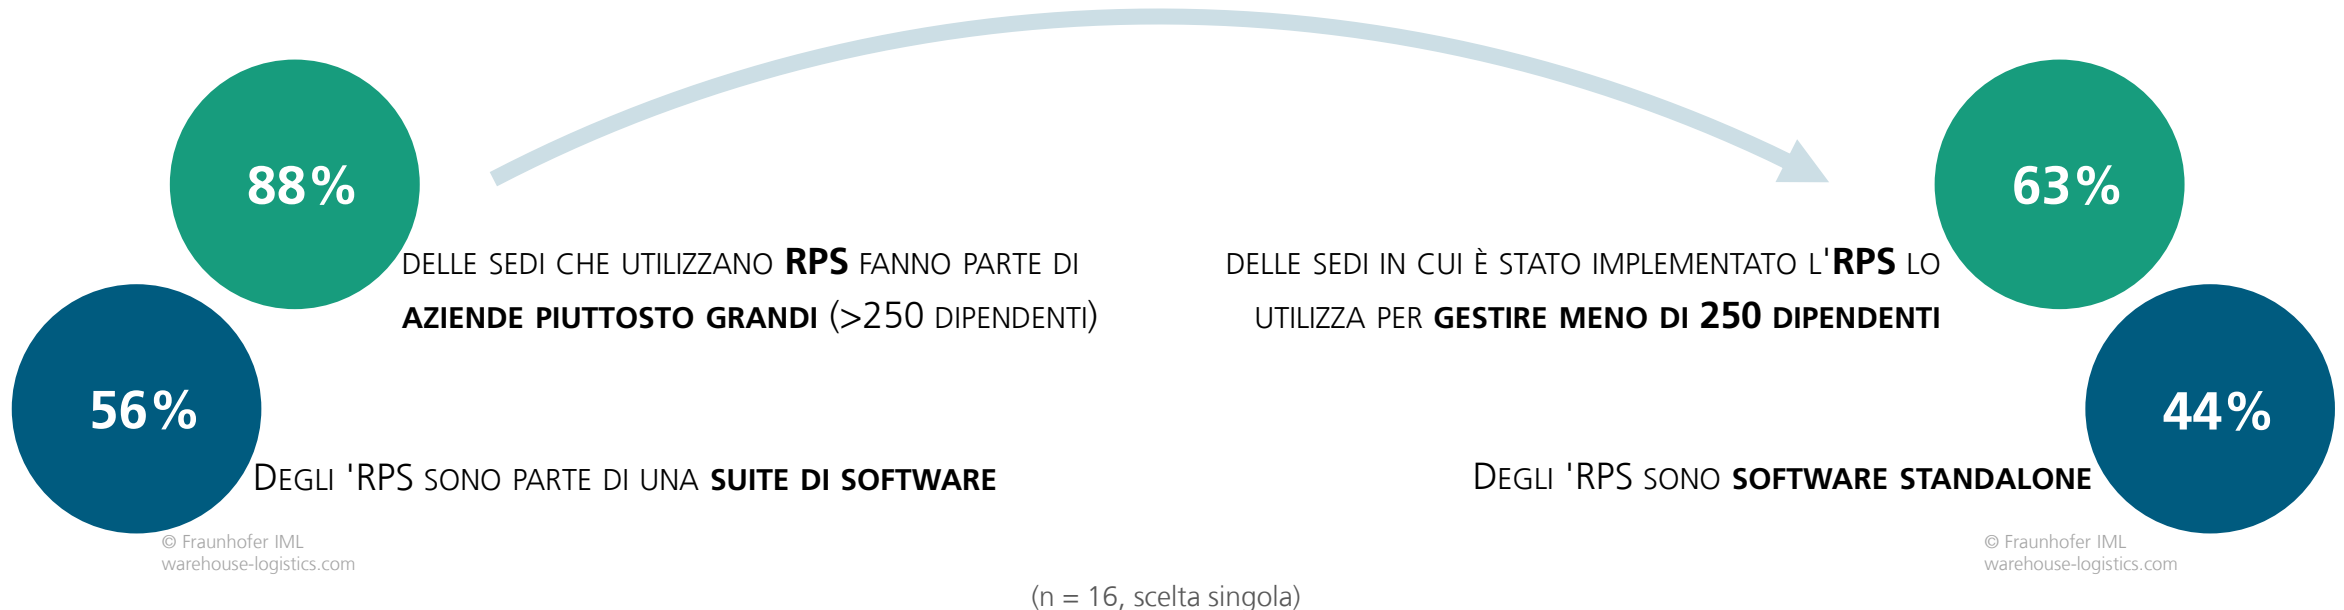 88%
DELLE SEDI CHE UTILIZZANO RPS FANNO PARTE DI
AZIENDE PIUTTOSTO GRANDI (>250 DIPENDENTI)
63%
DELLE SEDI IN CUI È STATO IMPLEMENTATO L'RPS LO
UTILIZZA PER GESTIRE MENO DI 250 DIPENDENTI
56%
DEGLI 'RPS SONO PARTE DI UNA SUITE DI SOFTWARE
44%
DEGLI 'RPS SONO SOFTWARE STANDALONE
© Fraunhofer IML
warehouse-logistics.com
© Fraunhofer IML
warehouse-logistics.com
(n = 16, scelta singola)